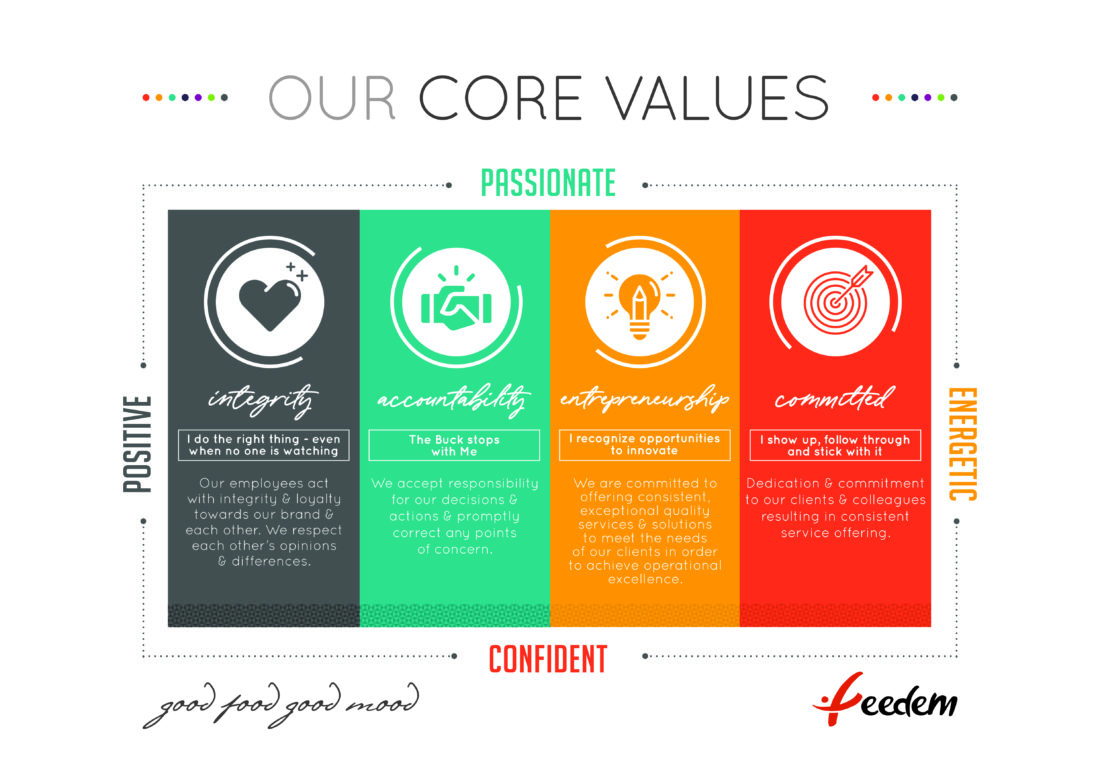 OUR CORE VALUES
PASSIONATE
POSITIVE
integrity
I do the right thing - even
when no one is watching
Our employees act
with integrity & loyalty
towards our brand &
each other. We respect
each other's opinions
& differences.
accountability
The Buck stops
with Me
We accept responsibility
for our decisions &
actions & promptly
correct any points
of concern.
entrepreneurship
I recognize opportunities
to innovate
We are committed to
offering consistent,
exceptional quality
services & solutions
to meet the needs
of our clients in order
to achieve operational
excellence.
committed
I show up, follow through
and stick with it
Dedication & commitment
to our clients & colleagues
resulting in consistent
service offering.
ENERGETIC
CONFIDENT
good food good mood
feedem